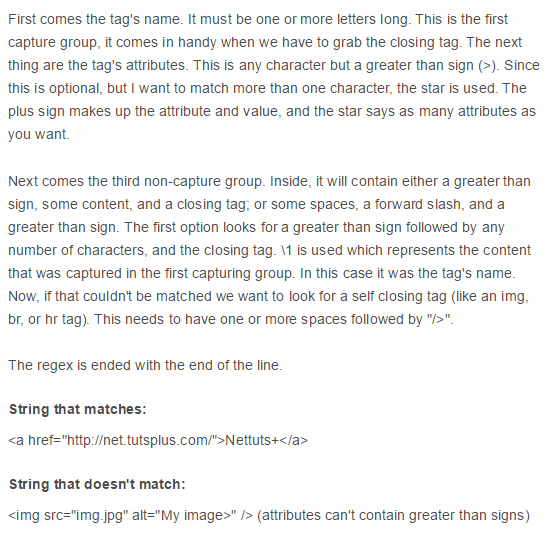 First comes the tag's name. It must be one or more letters long. This is the first
capture group, it comes in handy when we have to grab the closing tag. The next
thing are the tag's attributes. This is any character but a greater than sign (>). Since
this is optional, but I want to match more than one character, the star is used. The
plus sign makes up the attribute and value, and the star says as many attributes as
you want.
Next comes the third non-capture group. Inside, it will contain either a greater than
sign, some content, and a closing tag; or some spaces, a forward slash, and a
greater than sign. The first option looks for a greater than sign followed by any
number of characters, and the closing tag. \1 is used which represents the content
that was captured in the first capturing group. In this case it was the tag's name.
Now, if that couldn't be matched we want to look for a self closing tag (like an img,
br, or hr tag). This needs to have one or more spaces followed by "/>".
The regex is ended with the end of the line.
String that matches:
<a href="http://net.tutsplus.com/">Nettuts+</a>
String that doesn't match:
<img src="img.jpg" alt="My image>" /> (attributes can't contain greater than signs)